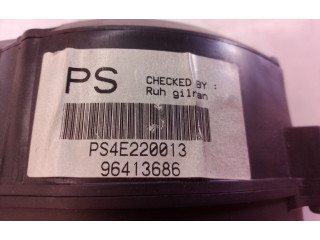 PS
CHECKED BY :
Ruh gilran
PS4E220013
96413686